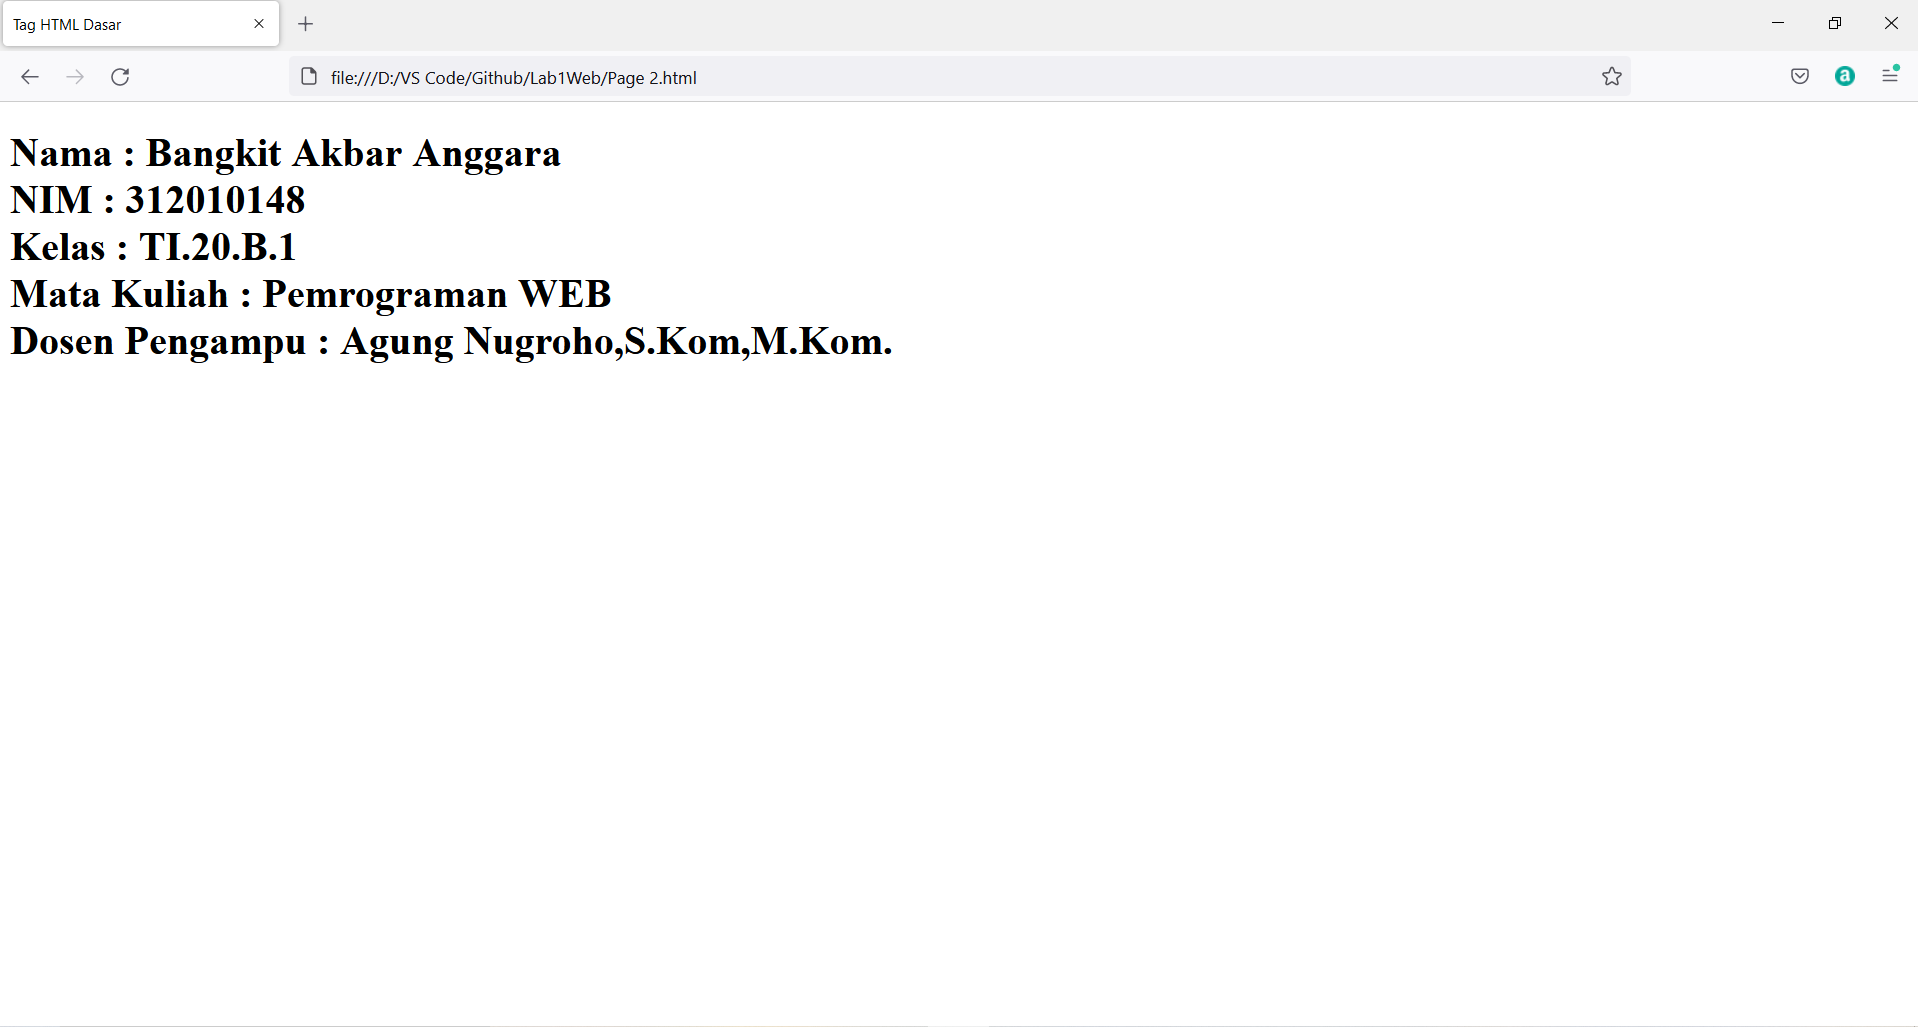 Tag HTML Dasar
file:///D:/VS Code/Github/Lab1Web/Page 2.html
a
Nama : Bangkit Akbar Anggara
NIM : 312010148
Kelas : TI.20.B.1
Mata Kuliah : Pemrograman WEB
Dosen Pengampu : Agung Nugroho,S.Kom,M.Kom.